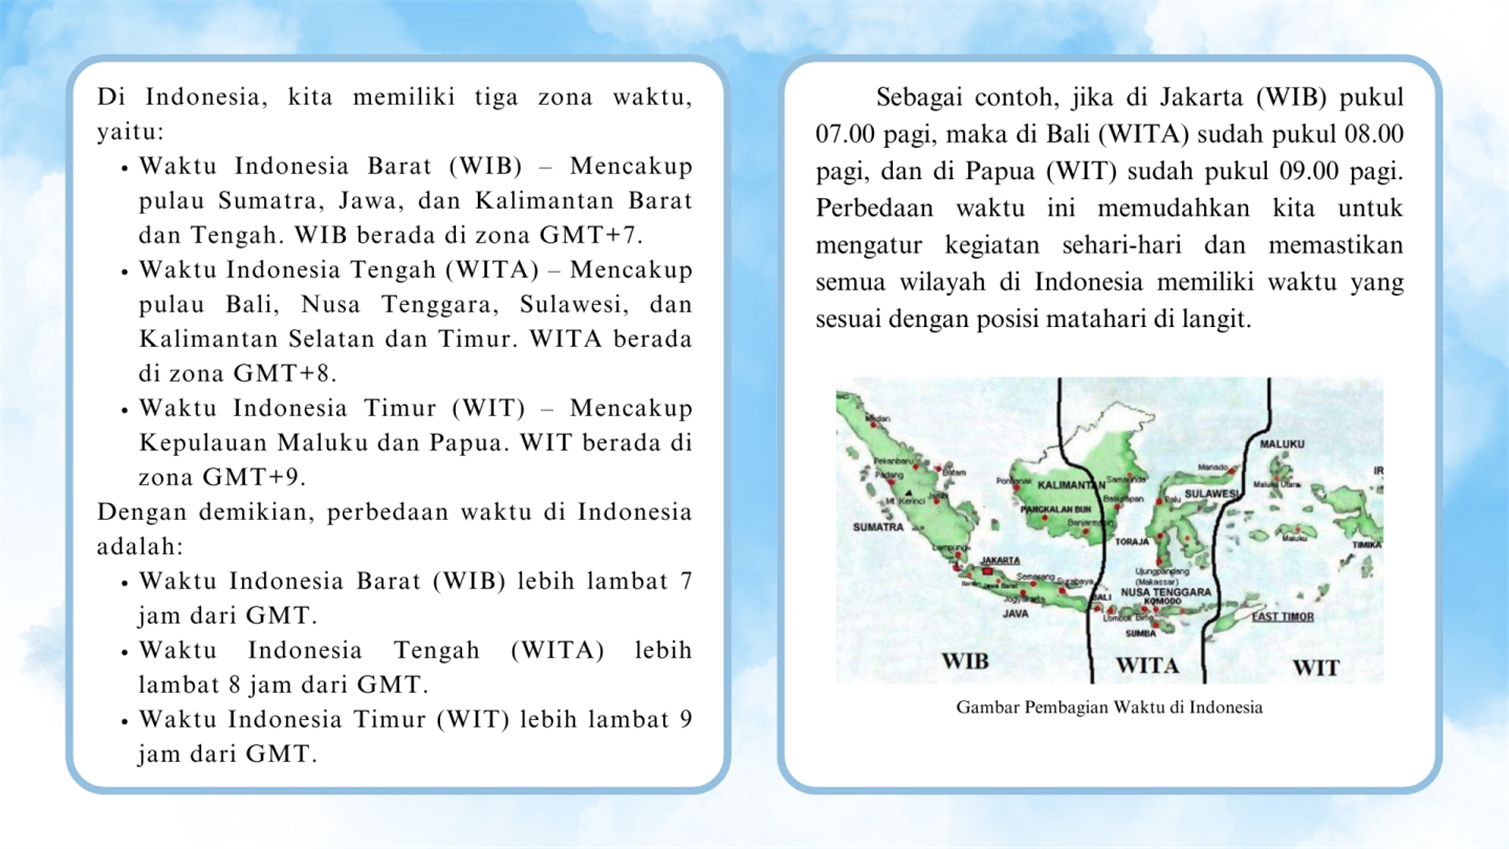 Di Indonesia, kita memiliki tiga zona waktu,
yaitu:
• Waktu Indonesia Barat (WIB) – Mencakup
pulau Sumatra, Jawa, dan Kalimantan Barat
dan Tengah. WIB berada di zona GMT+7.
• Waktu Indonesia Tengah (WITA) – Mencakup
pulau Bali, Nusa Tenggara, Sulawesi, dan
Kalimantan Selatan dan Timur. WITA berada
di zona GMT+8.
• Waktu Indonesia Timur (WIT) – Mencakup
Kepulauan Maluku dan Papua. WIT berada di
zona GMT+9.
Dengan demikian, perbedaan waktu di Indonesia
adalah:
• Waktu Indonesia Barat (WIB) lebih lambat 7
jam dari GMT.
• Waktu Indonesia Tengah (WITA) lebih
lambat 8 jam dari GMT.
• Waktu Indonesia Timur (WIT) lebih lambat 9
jam dari GMT.
Sebagai contoh, jika di Jakarta (WIB) pukul
07.00 pagi, maka di Bali (WITA) sudah pukul 08.00
pagi, dan di Papua (WIT) sudah pukul 09.00 pagi.
Perbedaan waktu ini memudahkan kita untuk
mengatur kegiatan sehari-hari dan memastikan
semua wilayah di Indonesia memiliki waktu yang
sesuai dengan posisi matahari di langit.
Medan
MALUKU
Pekanbaru
Batam
Padang
Manado
KALIMANTAN
Samarinda
Maluku Utara
Mt. Kerinci
Jambi
Balikpapan
Palu
SULAWESI
PANGKALAN BUN
SUMATRA
Banjarmasin
TORAJA
Maluku
TIMIKA
Lampung
JAKARTA
Ujungpandang
(Makassar)
Semarang
Surabaya
Jawa Barat
NUSA TENGGARA
BALI
KOMODO
Jogyakarta
JAVA
Lombok
Bima
EAST TIMOR
SUMBA
WIB
WITA
WIT
Gambar Pembagian Waktu di Indonesia